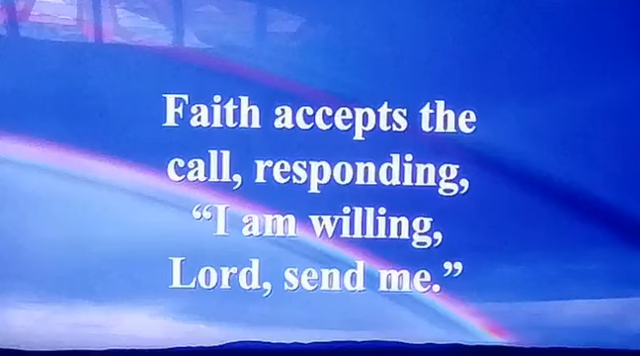 Faith accepts the
call, responding,
“I am willing,
Lord, send me.”